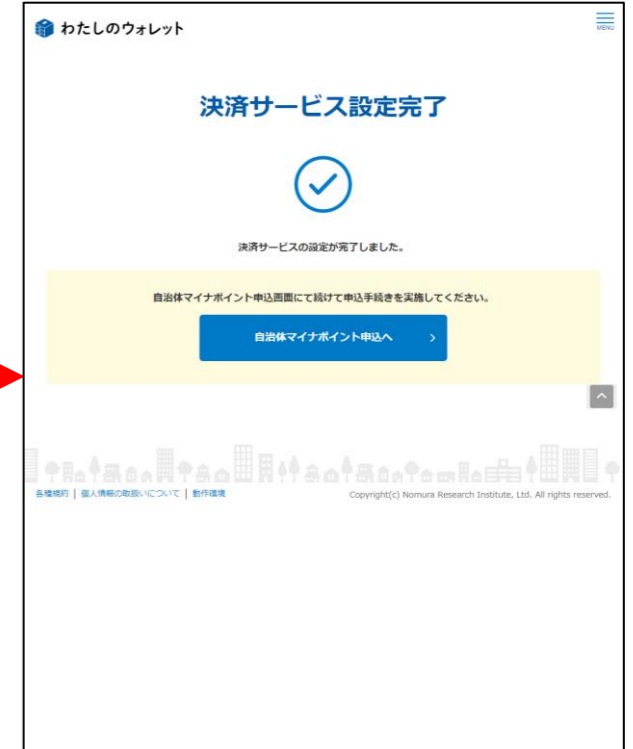 わたしのウォレット
MENU
決済サービス設定完了
決済サービスの設定が完了しました。
自治体マイナポイント申込画面にて続けて申込手続きを実施してください。
自治体マイナポイント申込へ
各種規約 | 個人情報の取扱いについて | 動作環境
Copyright(c) Nomura Research Institute, Ltd. All rights reserved.